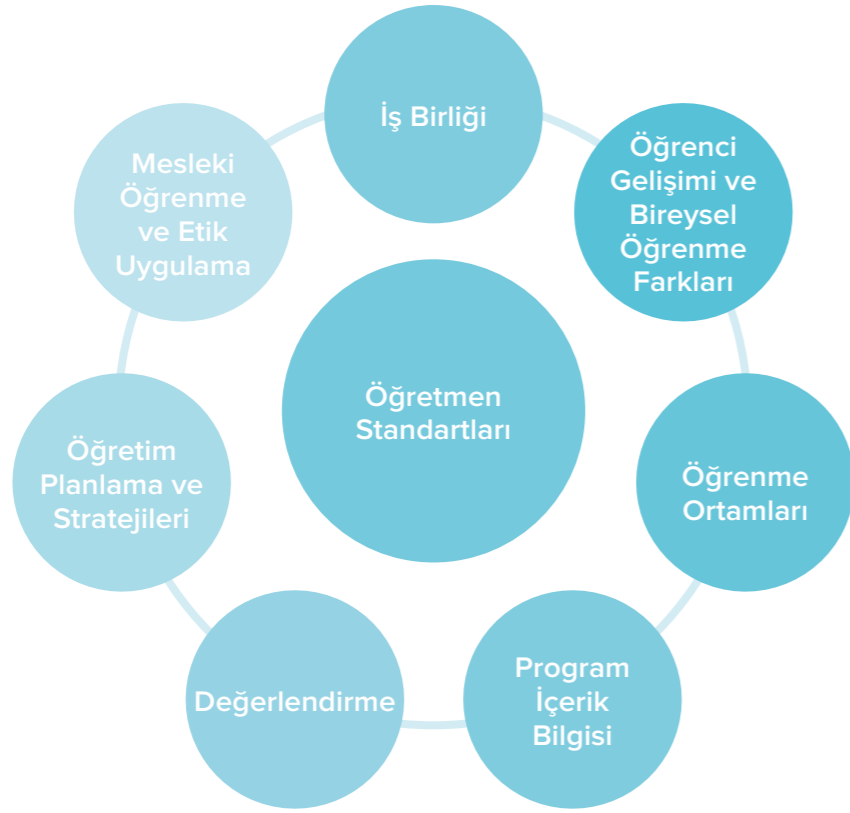 İş Birliği
Öğrenci
Gelişimi ve
Bireysel
Öğrenme
Farkları
Öğrenme
Ortamları
Program
İçerik
Bilgisi
Değerlendirme
Öğretim
Planlama ve
Stratejileri
Mesleki
Öğrenme
ve Etik
Uygulama
Öğretmen
Standartları